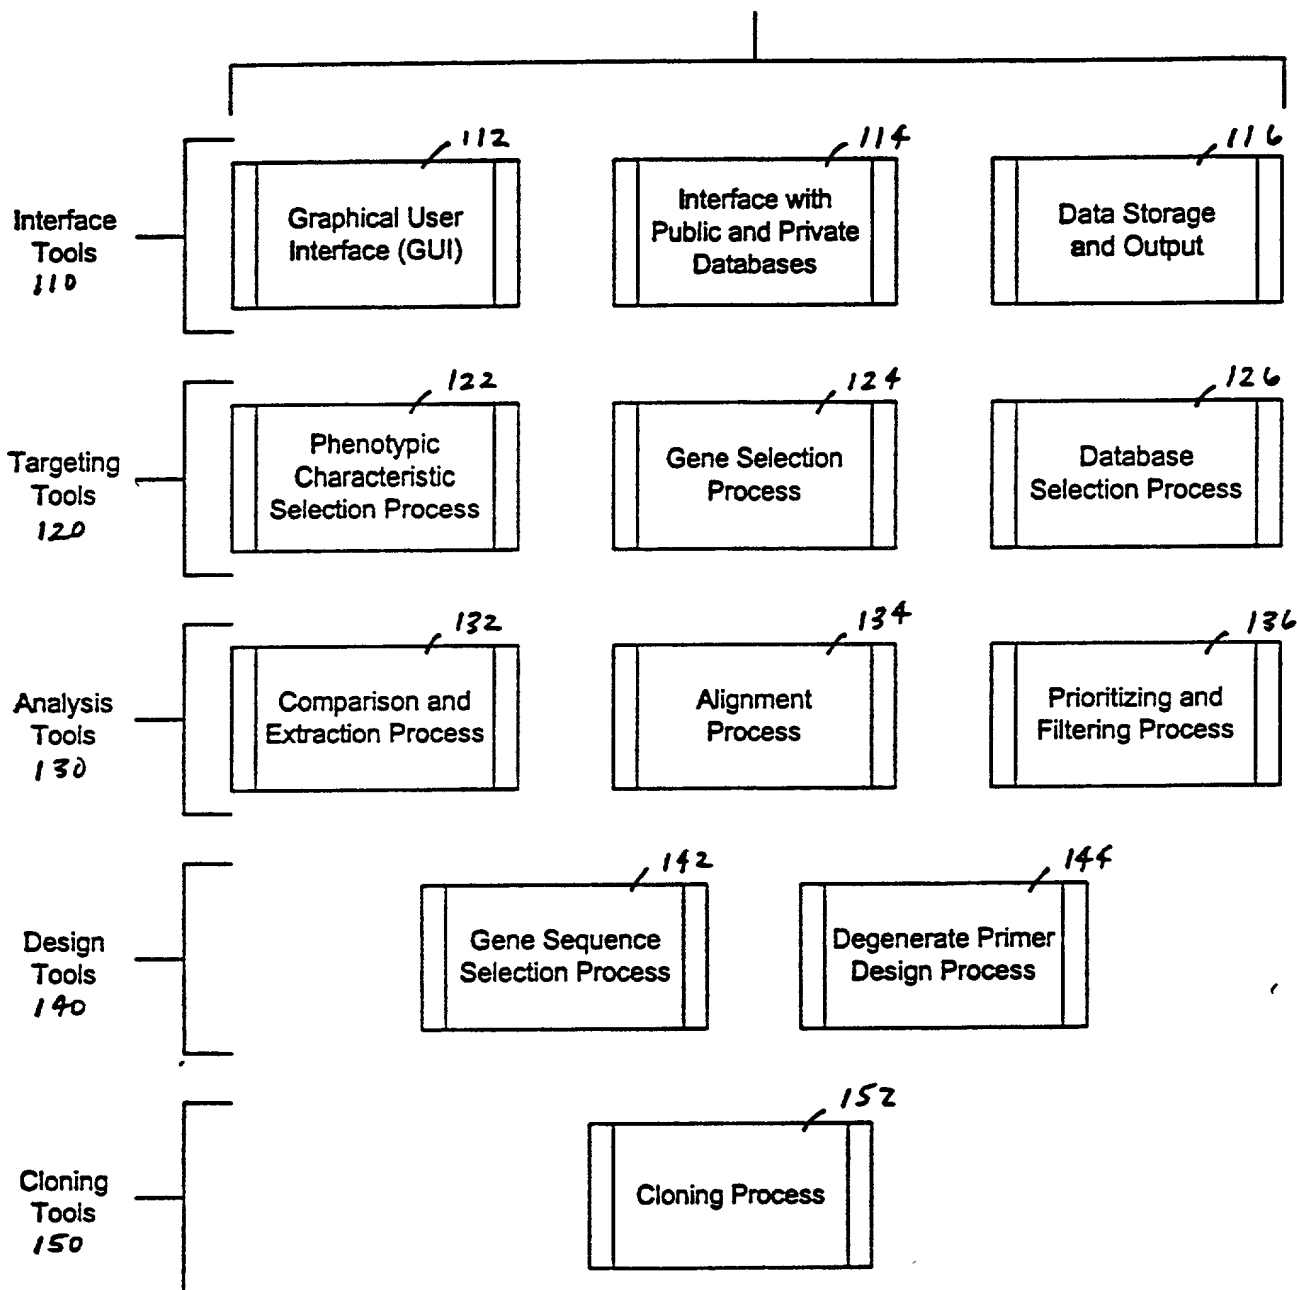 112
114
116
Interface
Tools
110
Graphical User
Interface (GUI)
Interface with
Public and Private
Databases
Data Storage
and Output
122
124
126
Targeting
Tools
120
Phenotypic
Characteristic
Selection Process
Gene Selection
Process
Database
Selection Process
132
134
136
Analysis
Tools
130
Comparison and
Extraction Process
Alignment
Process
Prioritizing and
Filtering Process
142
144
Design
Tools
140
Gene Sequence
Selection Process
Degenerate Primer
Design Process
152
Cloning
Tools
150
Cloning Process